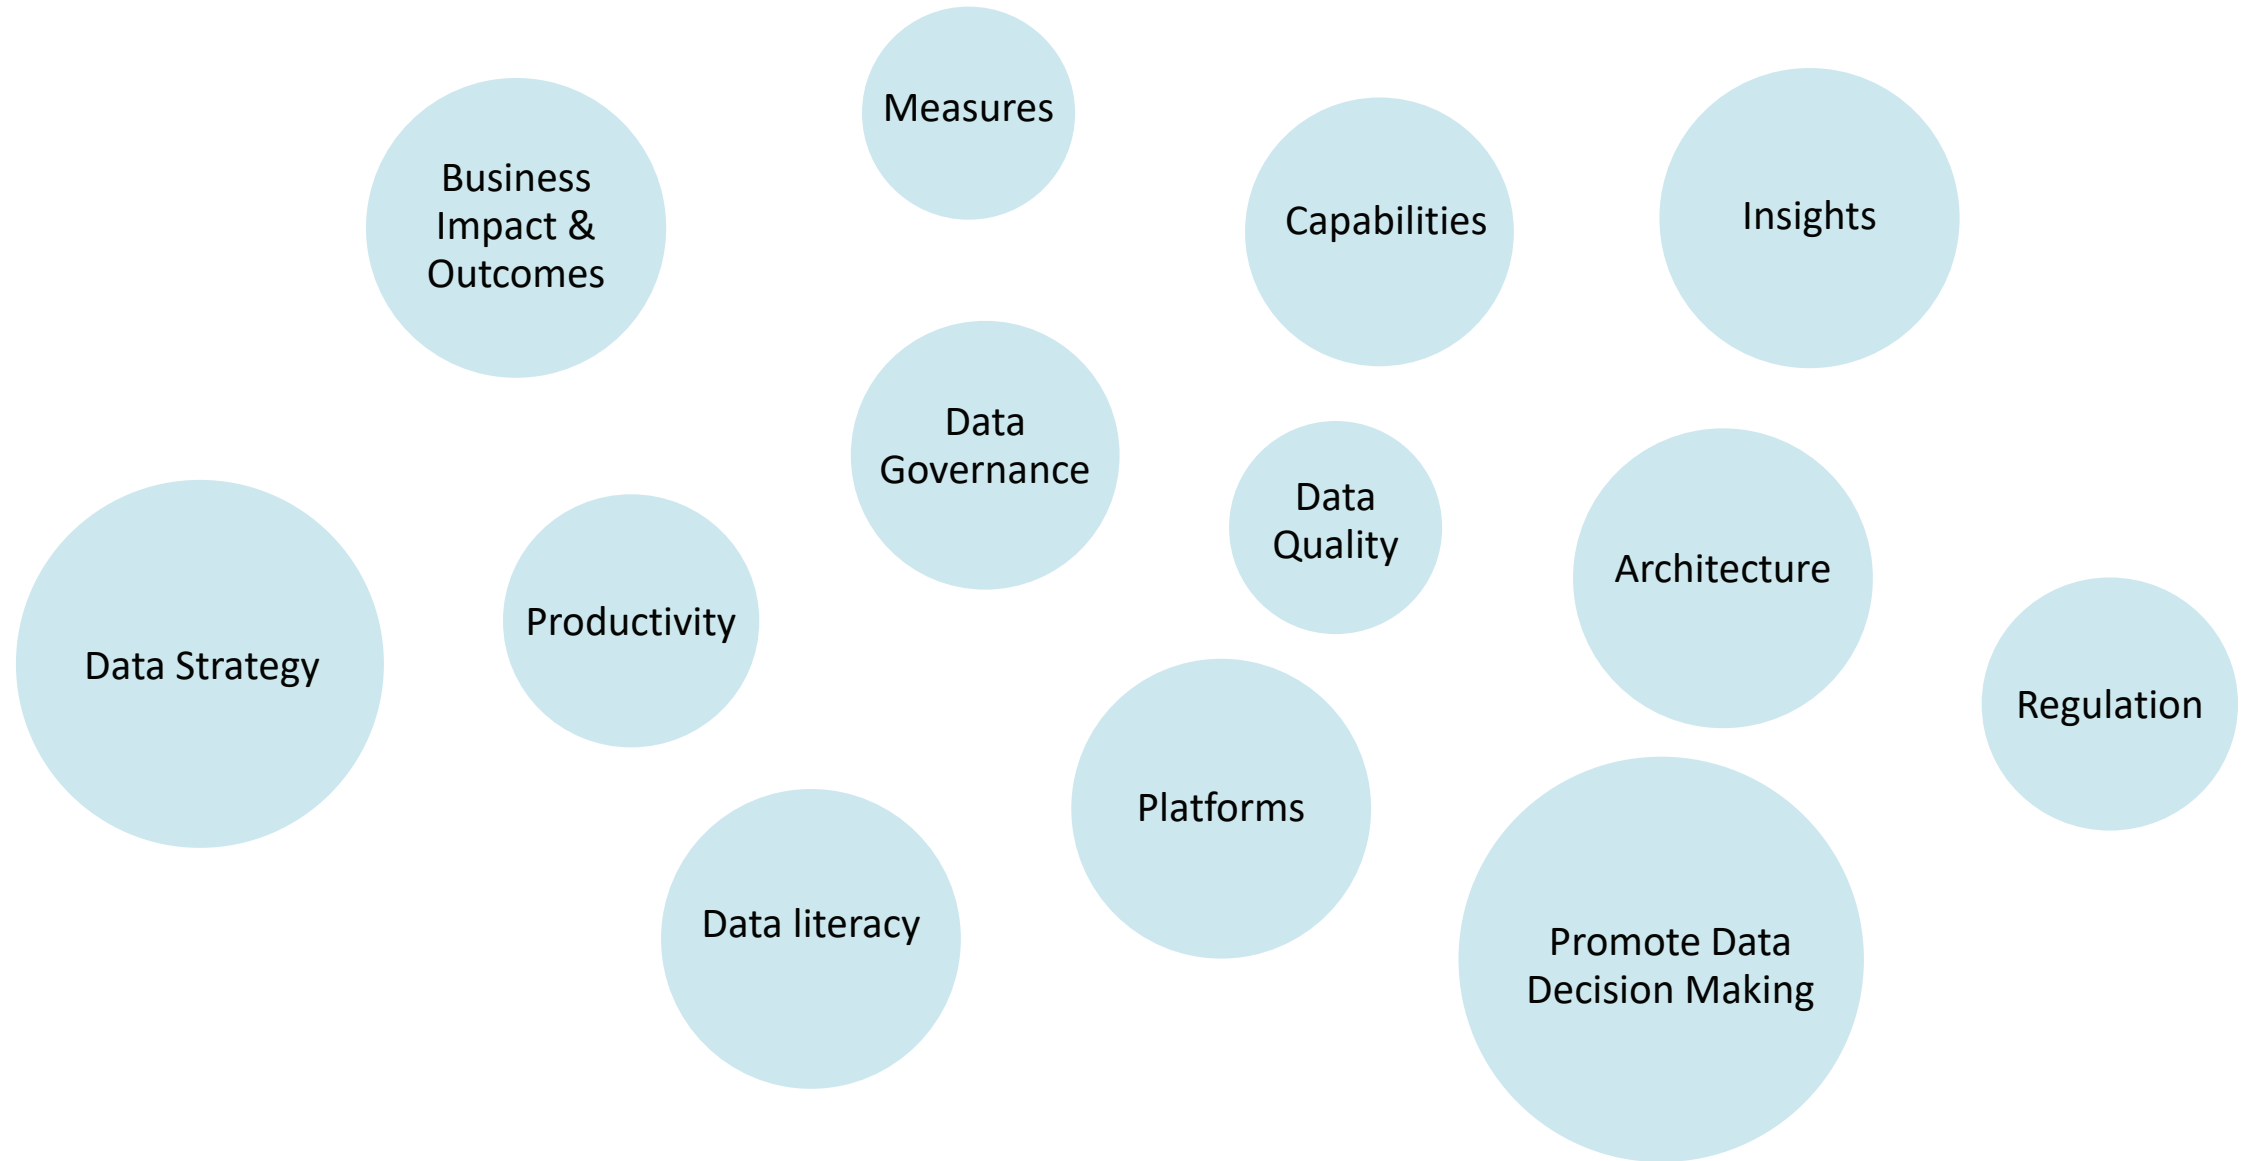 Measures
Business
Impact &
Outcomes
Capabilities
Insights
Data
Governance
Data
Quality
Architecture
Productivity
Data Strategy
Regulation
Platforms
Data literacy
Promote Data
Decision Making